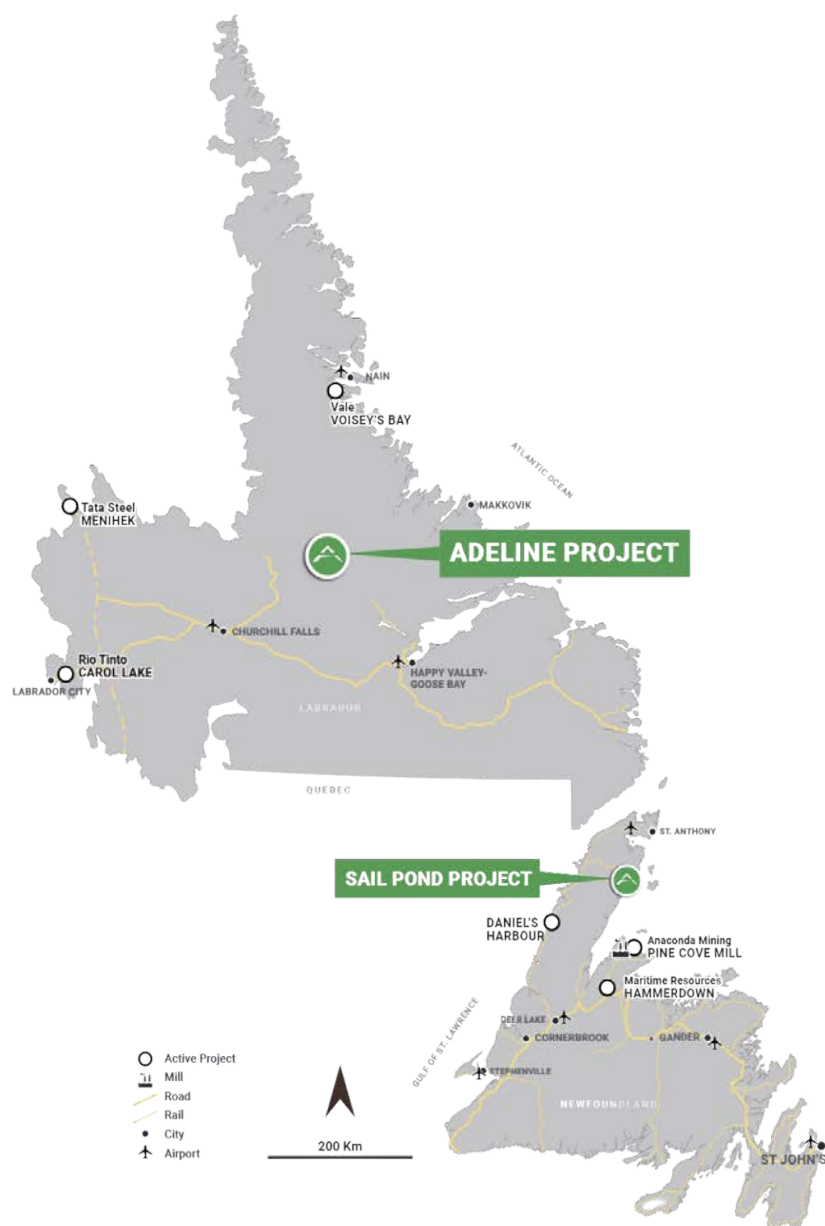 NAIN
Vale
VOISEY'S BAY
ATLANTIC OCEAN
Tata Steel
MENIHEK
MAKKOVIK
ADELINE PROJECT
CHURCHILL FALLS
Rio Tinto
CAROL LAKE
LABRADOR CITY
HAPPY VALLEY-
GOOSE BAY
LABRADOR
QUEBEC
ST. ANTHONY
SAIL POND PROJECT
DANIEL'S
HARBOUR
Anaconda Mining
PINE COVE MILL
Maritime Resources
HAMMERDOWN
GULF OF ST. LAWRENCE
DEER LAKE
CORNERBROOK
GANDER
STEPHENVILLE
NEWFOUNDLAND
ST JOHN'S
Active Project
Mill
Road
Rail
City
Airport
200 Km